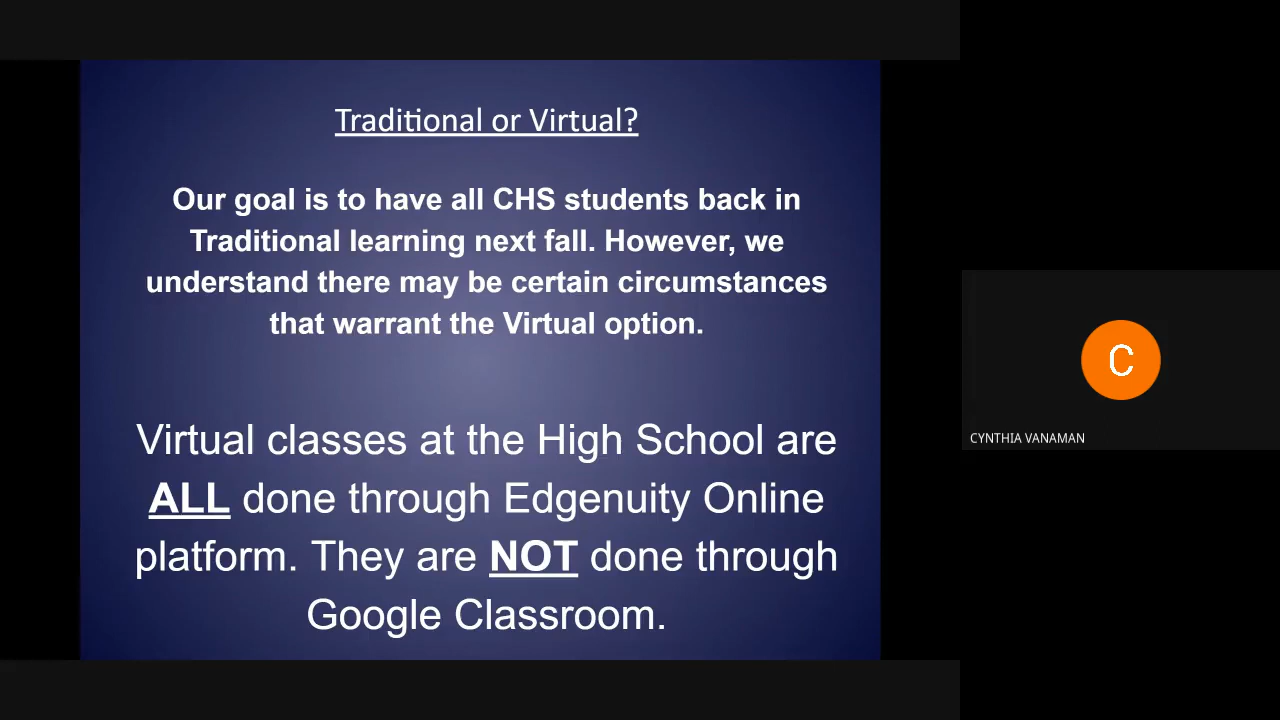 Traditional or Virtual?
Our goal is to have all CHS students back in
Traditional learning next fall. However, we
understand there may be certain circumstances
that warrant the Virtual option.
Virtual classes at the High School are
ALL done through Edgenuity Online
platform. They are NOT done through
Google Classroom.
C
CYNTHIA VANAMAN